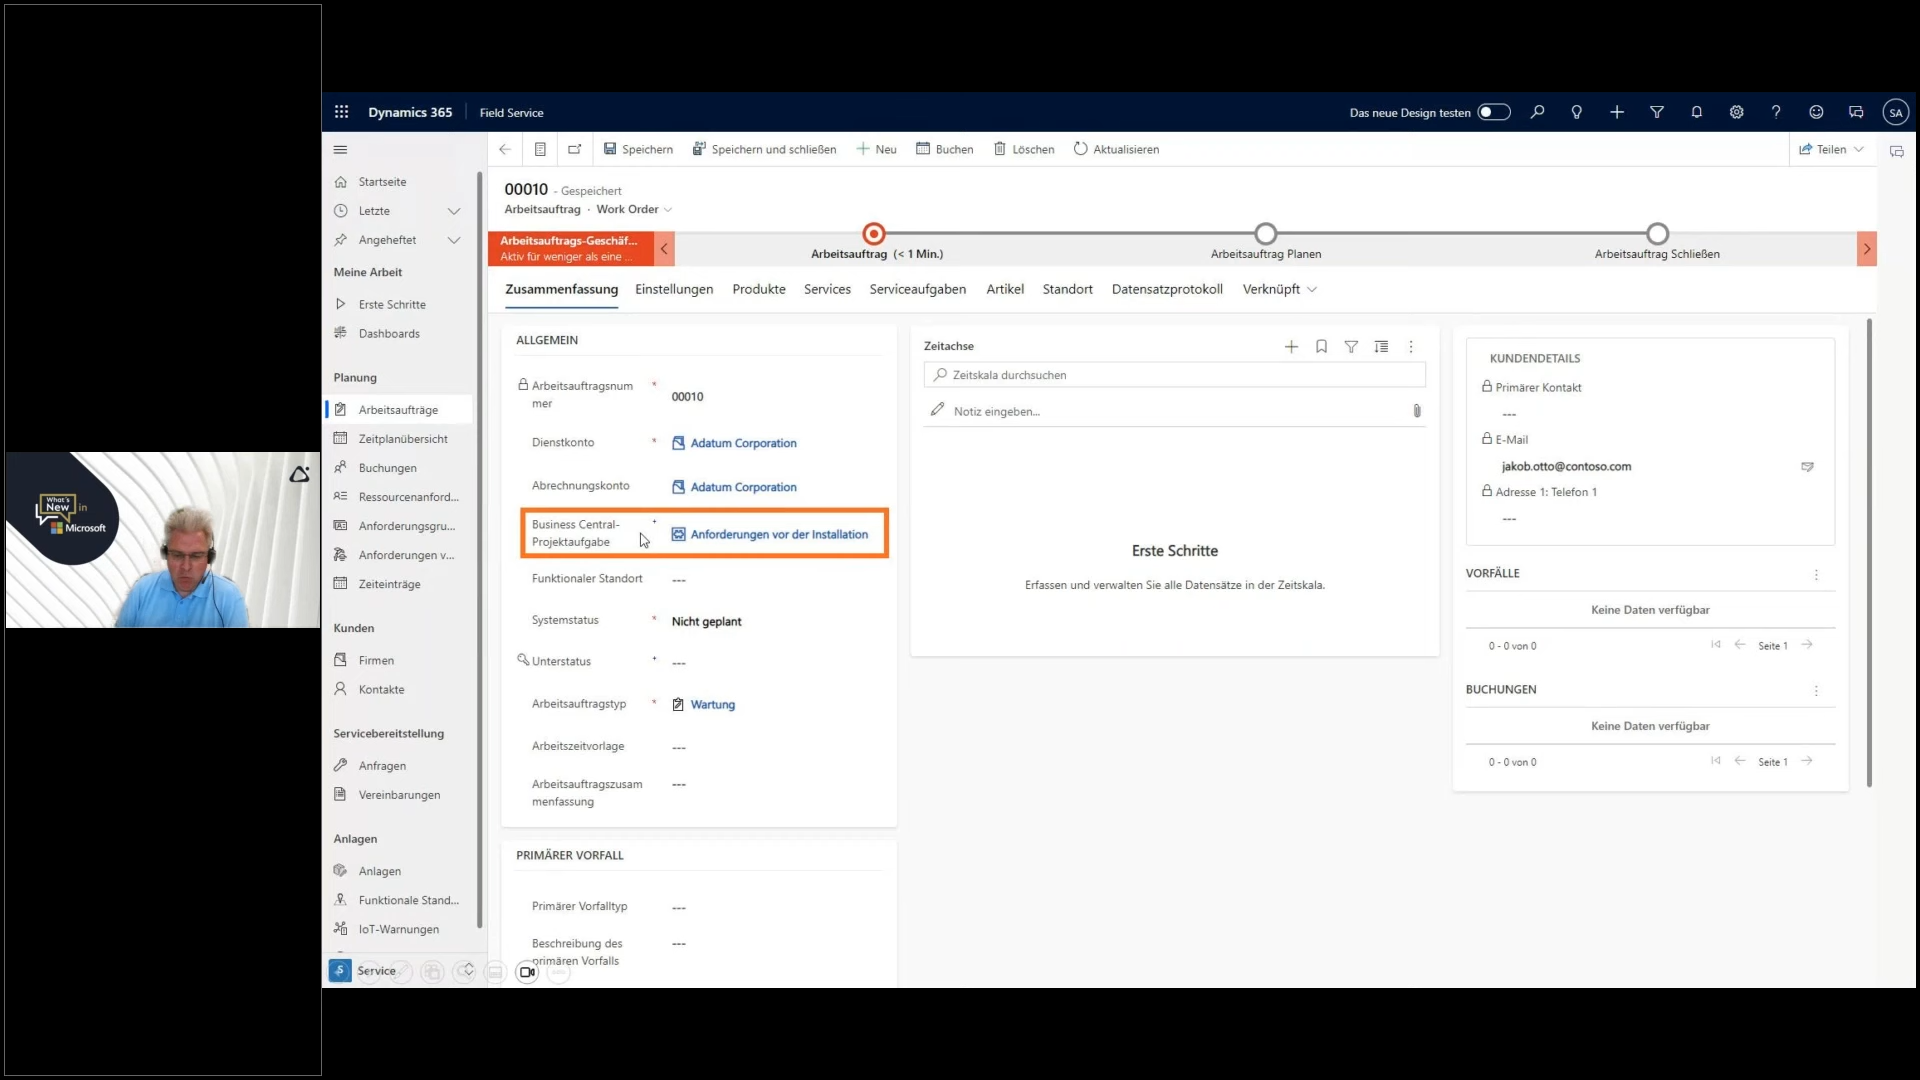 Dynamics 365
Field Service
Das neue Design testen
SA
Speichern
Speichern und schließen
Neu
Buchen
Löschen
Aktualisieren
Teilen
Startseite
Letzte
Angeheftet
Meine Arbeit
Erste Schritte
Dashboards
Planung
Arbeitsaufträge
Zeitplanübersicht
Buchungen
Ressourcenanford...
Anforderungsgru...
Anforderungen v...
Zeiteinträge
Kunden
Firmen
Kontakte
Servicebereitstellung
Anfragen
Vereinbarungen
Anlagen
Anlagen
Funktionale Stand...
IoT-Warnungen
S Service
What's
New in
Microsoft
00010 - Gespeichert
Arbeitsauftrag · Work Order
Arbeitsauftrags-Geschäf...
Aktiv für weniger als eine ...
Arbeitsauftrag (< 1 Min.)
Arbeitsauftrag Planen
Arbeitsauftrag Schließen
Zusammenfassung
Einstellungen
Produkte
Services
Serviceaufgaben
Artikel
Standort
Datensatzprotokoll
Verknüpft
ALLGEMEIN
Arbeitsauftragsnum
mer
* 00010
Dienstkonto * Adatum Corporation
Abrechnungskonto Adatum Corporation
Business Central-
Projektaufgabe
+ Anforderungen vor der Installation
Funktionaler Standort ---
Systemstatus * Nicht geplant
Unterstatus + ---
Arbeitsauftragstyp * Wartung
Arbeitszeitvorlage ---
Arbeitsauftragszusam
menfassung
---
PRIMÄRER VORFALL
Primärer Vorfalltyp ---
Beschreibung des
primären Vorfalls
---
Zeitachse
Zeitskala durchsuchen
Notiz eingeben...
Erste Schritte
Erfassen und verwalten Sie alle Datensätze in der Zeitskala.
KUNDENDETAILS
Primärer Kontakt
---
E-Mail
jakob.otto@contoso.com
Adresse 1: Telefon 1
---
VORFÄLLE
Keine Daten verfügbar
0 - 0 von 0
Seite 1
BUCHUNGEN
Keine Daten verfügbar
0 - 0 von 0
Seite 1